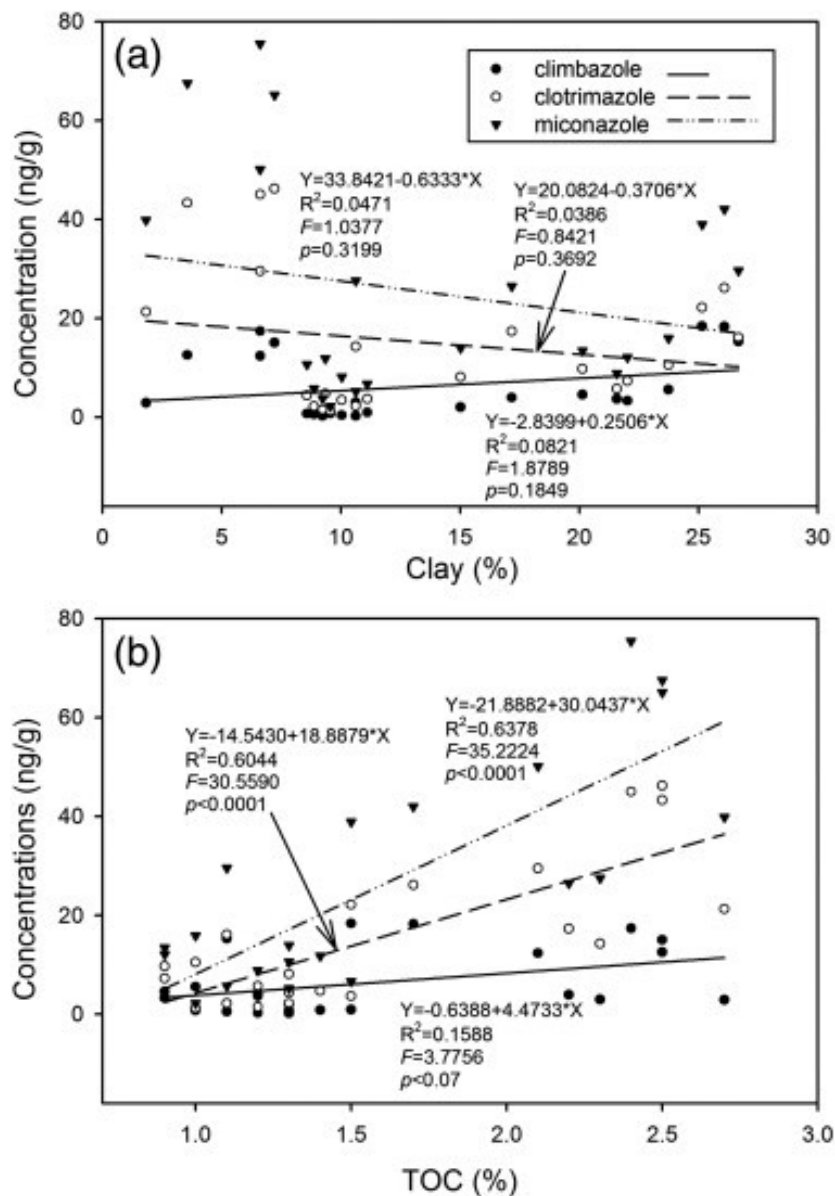 (a)
climbazole
clotrimazole
miconazole
Y=33.8421-0.6333*X
R²=0.0471
F=1.0377
p=0.3199
Y=20.0824-0.3706*X
R²=0.0386
F=0.8421
p=0.3692
Y=-2.8399+0.2506*X
R²=0.0821
F=1.8789
p=0.1849
Concentration (ng/g)
80
60
40
20
0
0 5 10 15 20 25 30
Clay (%)
(b)
Y=-14.5430+18.8879*X
R²=0.6044
F=30.5590
p<0.0001
Y=-21.8882+30.0437*X
R²=0.6378
F=35.2224
p<0.0001
Y=-0.6388+4.4733*X
R²=0.1588
F=3.7756
p<0.07
Concentrations (ng/g)
80
60
40
20
0
1.0 1.5 2.0 2.5 3.0
TOC (%)